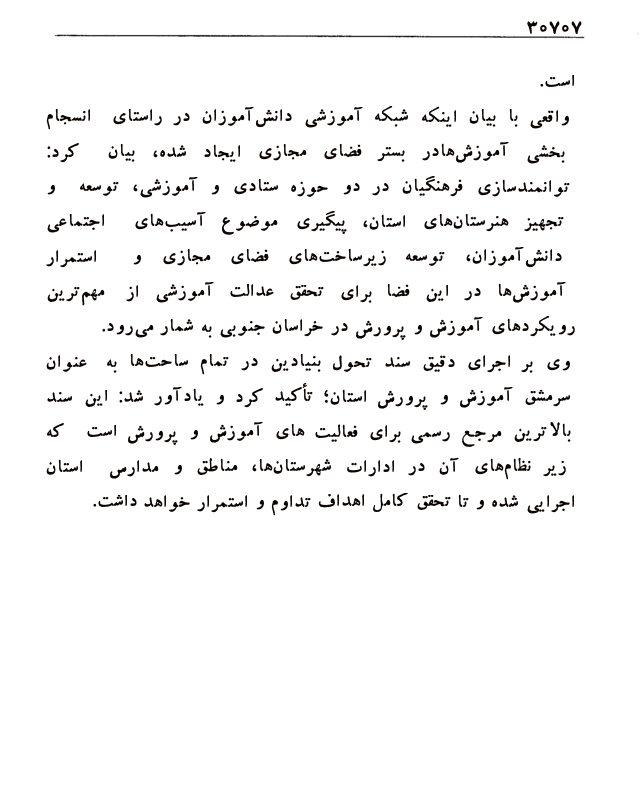 ۳۰۷۰۷
است.
واقعی با بیان اینکه شبکه آموزشی دانش‌آموزان در راستای انسجام
بخشی آموزش‌هادر بستر فضای مجازی ایجاد شده، بیان کرد:
توانمندسازی فرهنگیان در دو حوزه ستادی و آموزشی، توسعه و
تجهیز هنرستان‌های استان، پیگیری موضوع آسیب‌های اجتماعی
دانش‌آموزان، توسعه زیرساخت‌های فضای مجازی و استمرار
آموزش‌ها در این فضا برای تحقق عدالت آموزشی از مهم‌ترین
رویکردهای آموزش و پرورش در خراسان جنوبی به شمار می‌رود.
وی بر اجرای دقیق سند تحول بنیادین در تمام ساحت‌ها به عنوان
سرمشق آموزش و پرورش استان؛ تأکید کرد و یادآور شد: این سند
بالاترین مرجع رسمی برای فعالیت های آموزش و پرورش است که
زیر نظام‌های آن در ادارات شهرستان‌ها، مناطق و مدارس استان
اجرایی شده و تا تحقق کامل اهداف تداوم و استمرار خواهد داشت.